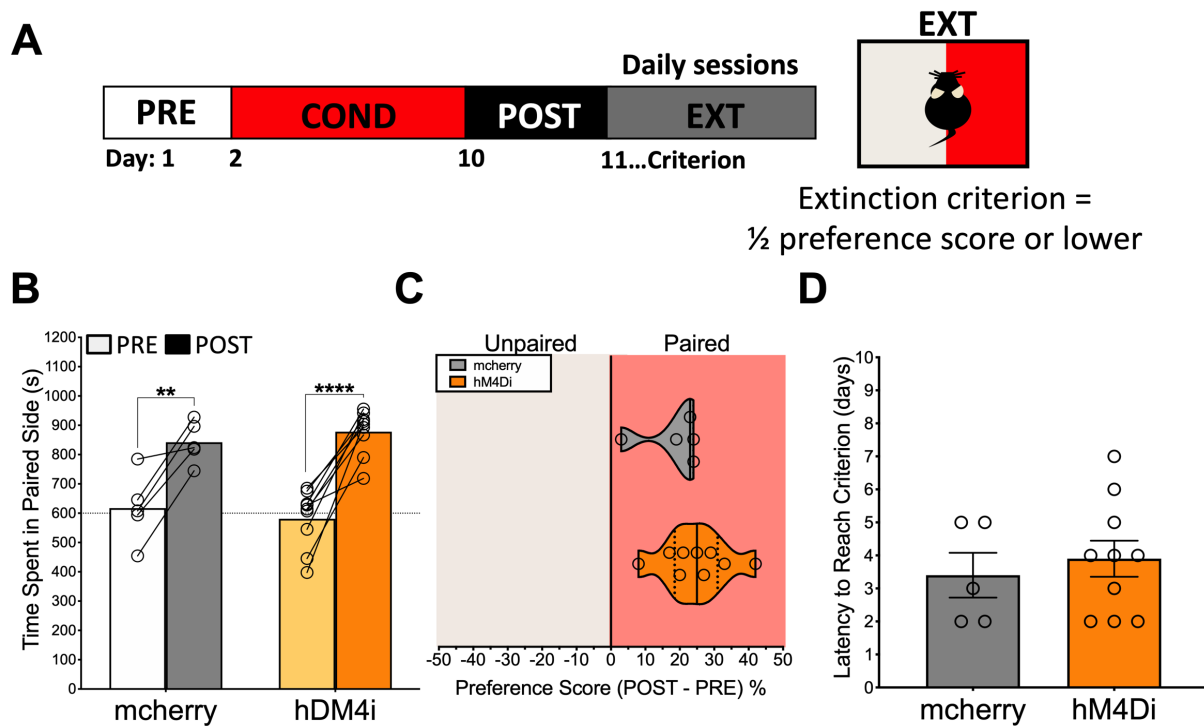 A
Daily sessions
EXT
PRE
COND
POST
EXT
Day: 1
2
10
11...Criterion
Extinction criterion =
½ preference score or lower
B
PRE
POST
Time Spent in Paired Side (s)
1200
1100
1000
900
800
700
600
500
400
300
200
100
0
**
****
mcherry
hDM4i
C
Unpaired
Paired
mcherry
hM4Di
-50 -40 -30 -20 -10 0 10 20 30 40 50
Preference Score (POST - PRE) %
D
Latency to Reach Criterion (days)
10
9
8
7
6
5
4
3
2
1
0
mcherry
hM4Di